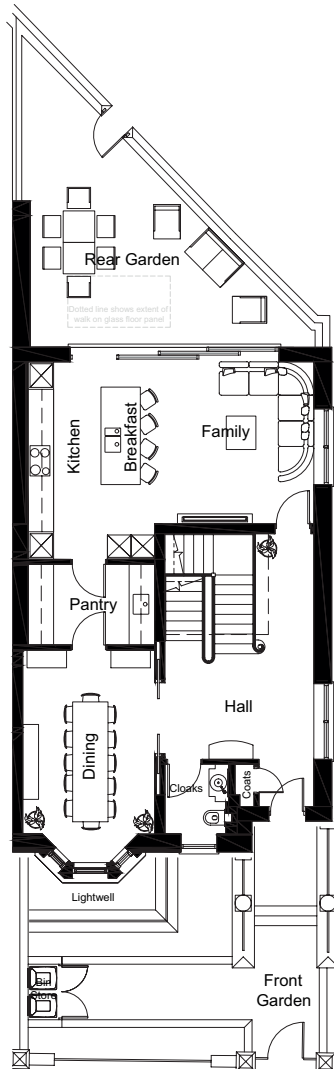 Rear Garden
Dotted line shows extent of
walk on glass floor panel
Kitchen
Breakfast
Family
Pantry
Hall
Dining
Cloaks
Coats
Lightwell
Bin
Store
Front
Garden